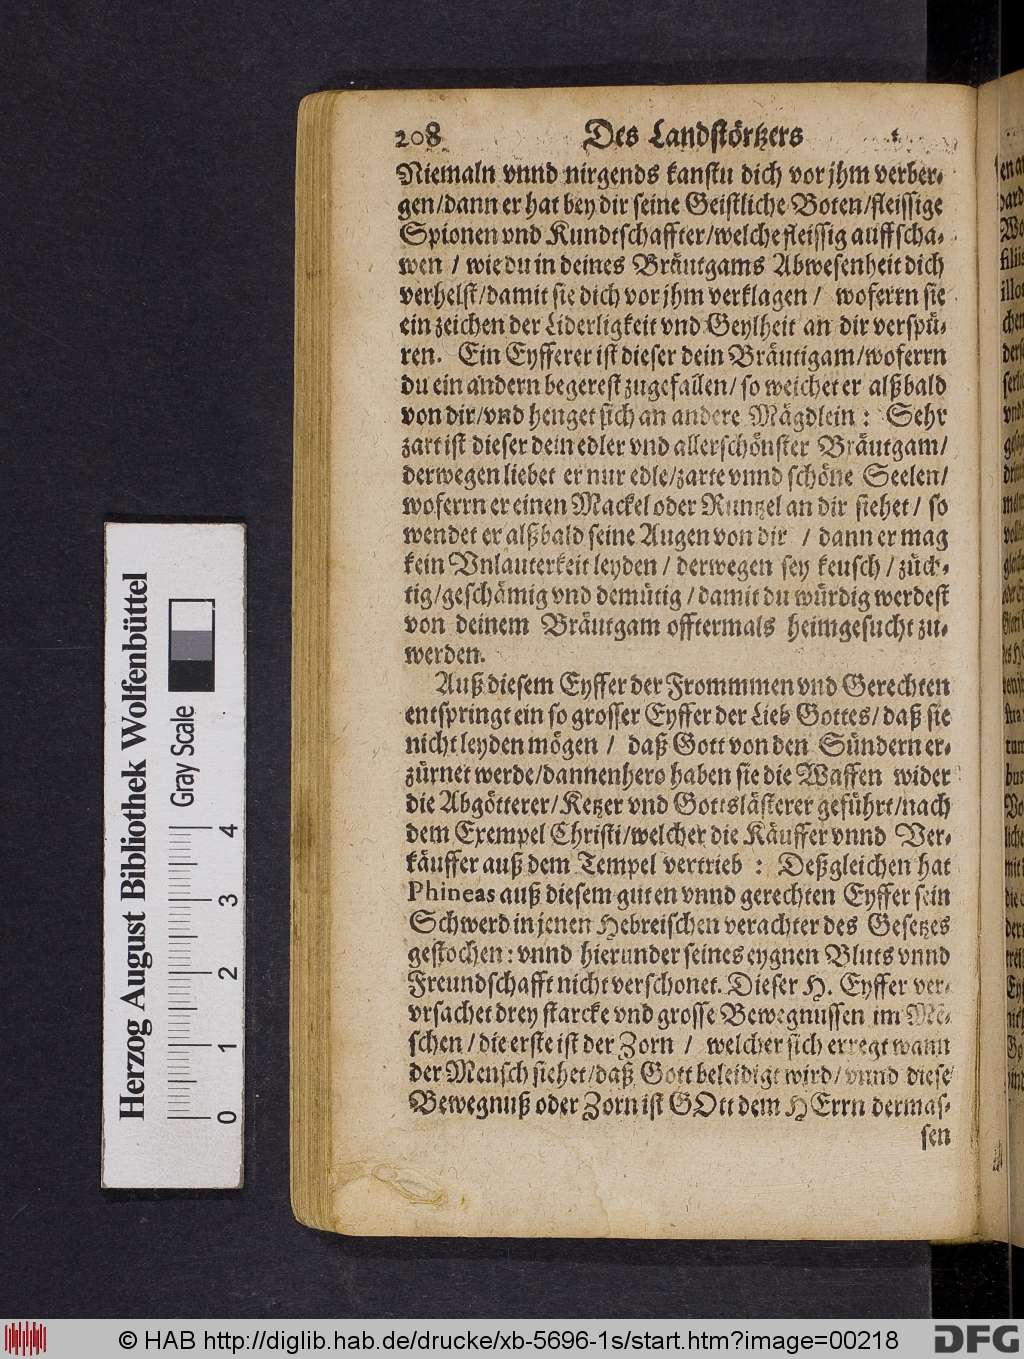 208 Des Landstörtzers
Niemaln vnnd nirgends kanstu dich vor jhm verber-
gen/dann er hat bey dir seine Geistliche Boten/fleissige
Spionen vnd Kundtschaffter/welche fleissig auffscha-
wen / wie du in deines Bräutgams Abwesenheit dich
verhelst/damit sie dich vor jhm verklagen / woferrn sie
ein zeichen der Liderligkeit vnd Geylheit an dir verspü-
ren. Ein Eyfferer ist dieser dein Bräutigam/woferrn
du ein andern begerest zugefallen/ so weichet er alßbald
von dir/vnd henget sich an andere Mägdlein : Sehr
zart ist dieser dein edler vnd allerschönster Bräutgam/
derwegen liebet er nur edle/zarte vnnd schöne Seelen/
woferrn er einen Mackel oder Runtzel an dir siehet / so
wendet er alßbald seine Augen von dir / dann er mag
kein Vnlauterkeit leyden / derwegen sey keusch / züch-
tig/geschämig vnd demütig / damit du würdig werdest
von deinem Bräutgam offtermals heimgesucht zu-
werden.
Auß diesem Eyffer der Frommmen vnd Gerechten
entspringt ein so grosser Eyffer der Lieb Gottes/ daß sie
nicht leyden mögen / daß Gott von den Sündern er-
zürnet werde/dannenhero haben sie die Waffen wider
die Abgötterer/Ketzer vnd Gottslästerer geführt/nach
dem Exempel Christi/welcher die Käuffer vnnd Ver-
käuffer auß dem Tempel vertrieb : Deßgleichen hat
Phineas auß diesem guten vnnd gerechten Eyffer sein
Schwerd in jenen Hebreischen verachter des Gesetzes
gestochen: vnnd hierunder seines eygnen Bluts vnnd
Freundschafft nicht verschonet. Dieser H. Eyffer ver-
vrsachet drey starcke vnd grosse Bewegnussen im Mē-
schen / die erste ist der Zorn / welcher sich erregt wann
der Mensch siehet/daß Gott beleidigt wird/ vnnd diese
Bewegnuß oder Zorn ist GOtt dem HErrn dermas-
sen
Herzog August Bibliothek Wolfenbüttel
Gray Scale
0 1 2 3 4
© HAB http://diglib.hab.de/drucke/xb-5696-1s/start.htm?image=00218
DFG